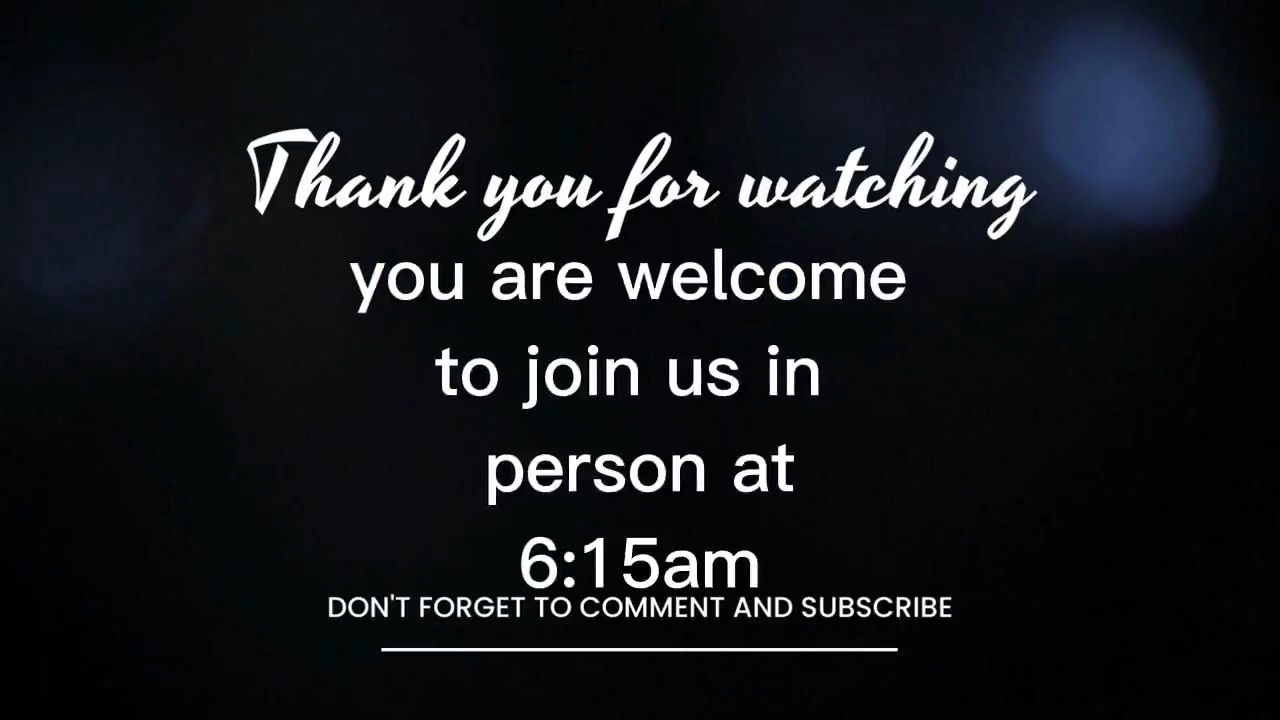 Thank you for watching
you are welcome
to join us in
person at
6:15am
DON'T FORGET TO COMMENT AND SUBSCRIBE